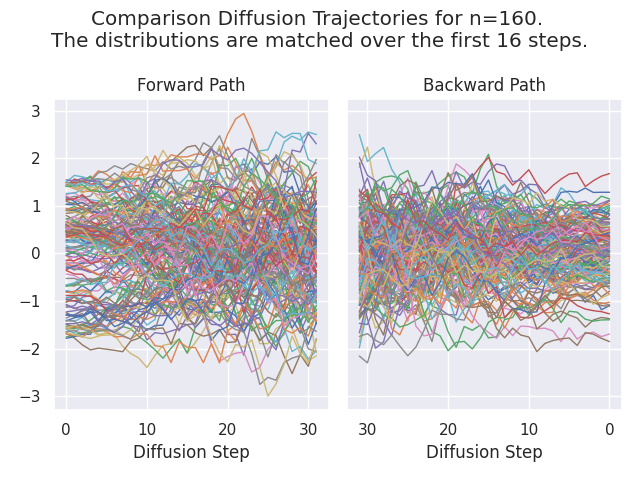 Comparison Diffusion Trajectories for n=160.
The distributions are matched over the first 16 steps.
Forward Path
Backward Path
3
2
1
0
−1
−2
−3
0 10 20 30
30 20 10 0
Diffusion Step
Diffusion Step